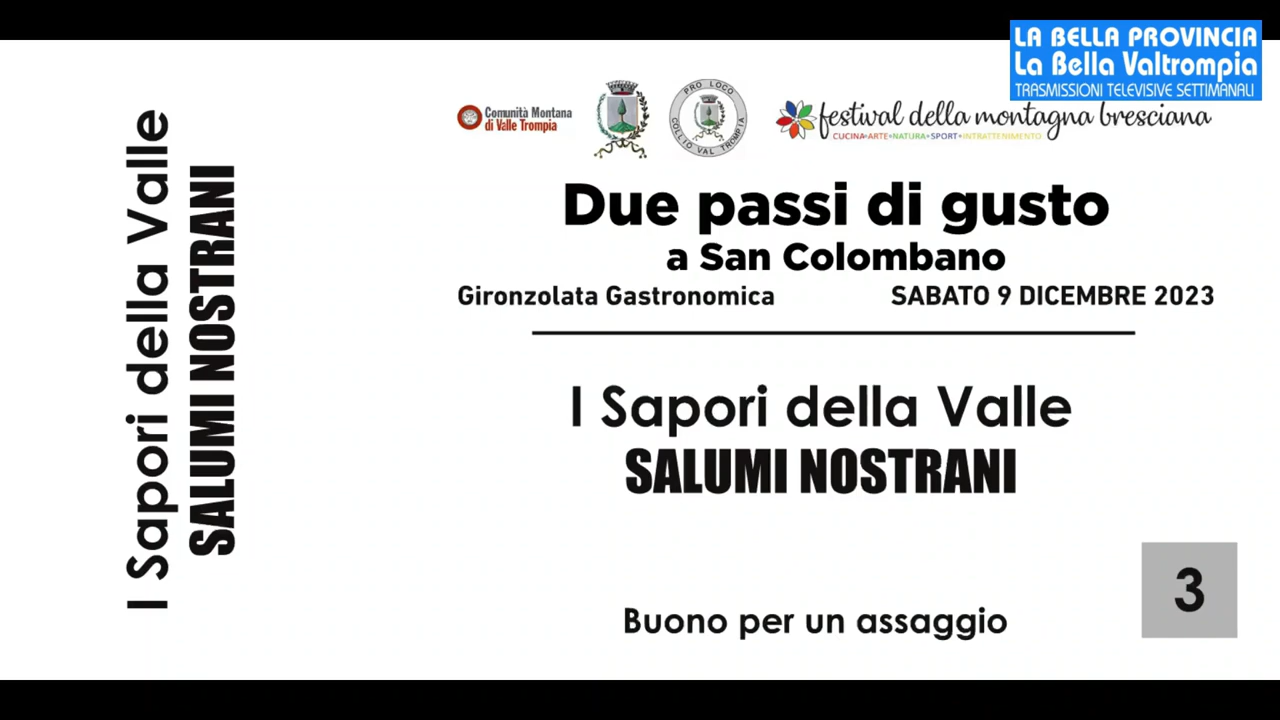 LA BELLA PROVINCIA
La Bella Valtrompia
TRASMISSIONI TELEVISIVE SETTIMANALI
Comunità Montana
di Valle Trompia
PRO LOCO
COLLIO VAL TROMPIA
festival della montagna bresciana
CUCINA•ARTE•NATURA•SPORT•INTRATTENIMENTO
Due passi di gusto
a San Colombano
Gironzolata Gastronomica SABATO 9 DICEMBRE 2023
I Sapori della Valle
SALUMI NOSTRANI
I Sapori della Valle
SALUMI NOSTRANI
Buono per un assaggio
3